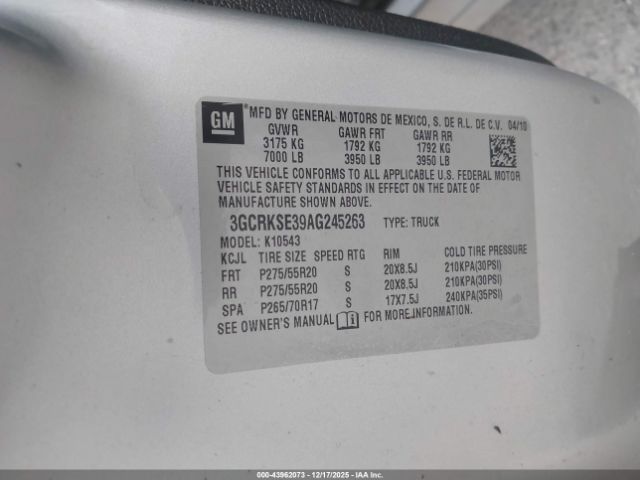 GM ®MFD BY GENERAL MOTORS DE MEXICO, S. DE R.L. DE C.V. 04/10
GVWR GAWR FRT GAWR RR
3175 KG 1792 KG 1792 KG
7000 LB 3950 LB 3950 LB
THIS VEHICLE CONFORMS TO ALL APPLICABLE U.S. FEDERAL MOTOR
VEHICLE SAFETY STANDARDS IN EFFECT ON THE DATE OF
MANUFACTURE SHOWN ABOVE.
3GCRKSE39AG245263 TYPE: TRUCK
MODEL: K10543
KCJL TIRE SIZE SPEED RTG RIM COLD TIRE PRESSURE
FRT P275/55R20 S 20X8.5J 210KPA(30PSI)
RR P275/55R20 S 20X8.5J 210KPA(30PSI)
SPA P265/70R17 S 17X7.5J 240KPA(35PSI)
SEE OWNER'S MANUAL FOR MORE INFORMATION.
000-43962073 - 12/17/2025 - IAA, Inc.